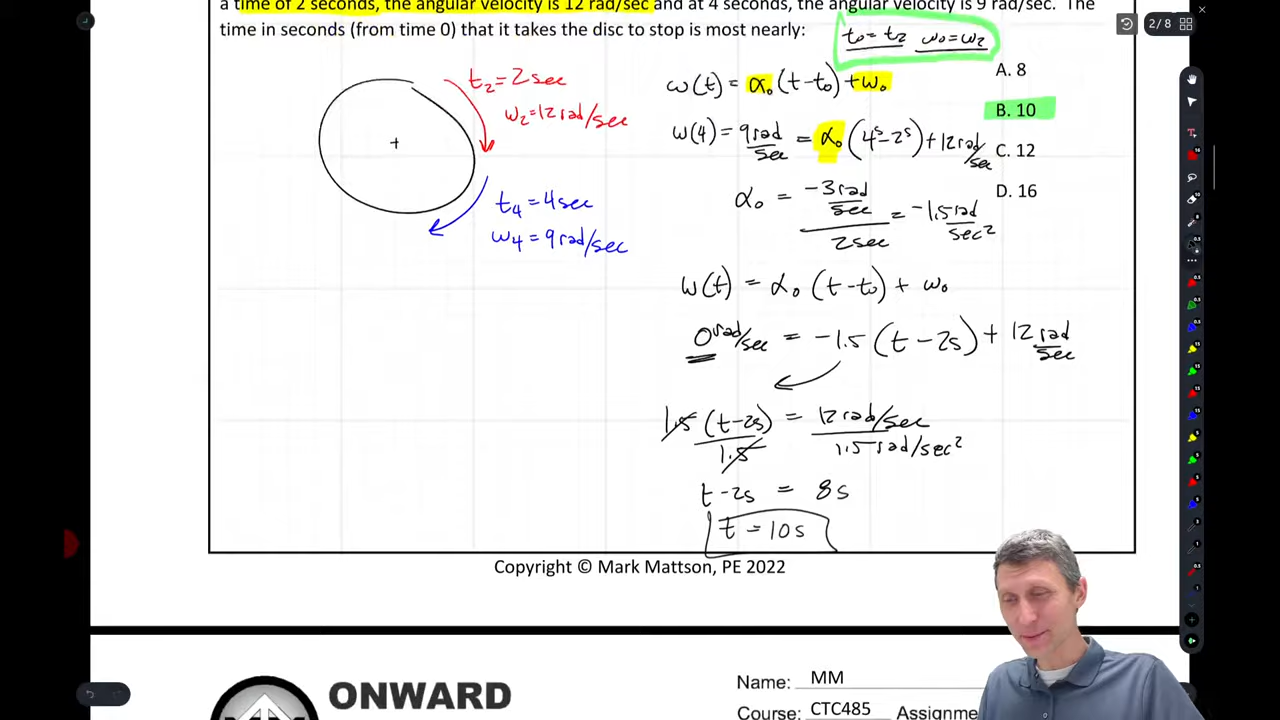 a time of 2 seconds, the angular velocity is 12 rad/sec and at 4 seconds, the angular velocity is 9 rad/sec. The
time in seconds (from time 0) that it takes the disc to stop is most nearly:
t₀ = t₂ ω₀ = ω₂
2/8
t₂ = 2 sec
ω₂ = 12 rad/sec
t₄ = 4 sec
ω₄ = 9 rad/sec
ω(t) = α₀ (t - t₀) + ω₀
ω(4) = 9 rad/sec = α₀ (4s - 2s) + 12 rad/sec
α₀ = -3 rad/sec / 2 sec = -1.5 rad/sec²
ω(t) = α₀ (t - t₀) + ω₀
0 rad/sec = -1.5 (t - 2s) + 12 rad/sec
1.5 (t - 2s) / 1.5 = 12 rad/sec / 1.5 rad/sec²
t - 2s = 8s
t = 10s
A. 8
B. 10
C. 12
D. 16
Copyright © Mark Mattson, PE 2022
ONWARD
Name: MM
Course: CTC485 Assignme